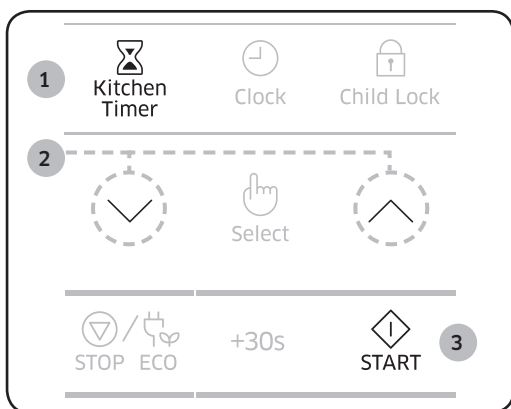 1
Kitchen
Timer
Clock
Child Lock
2
Select
STOP ECO
+30s
START
3